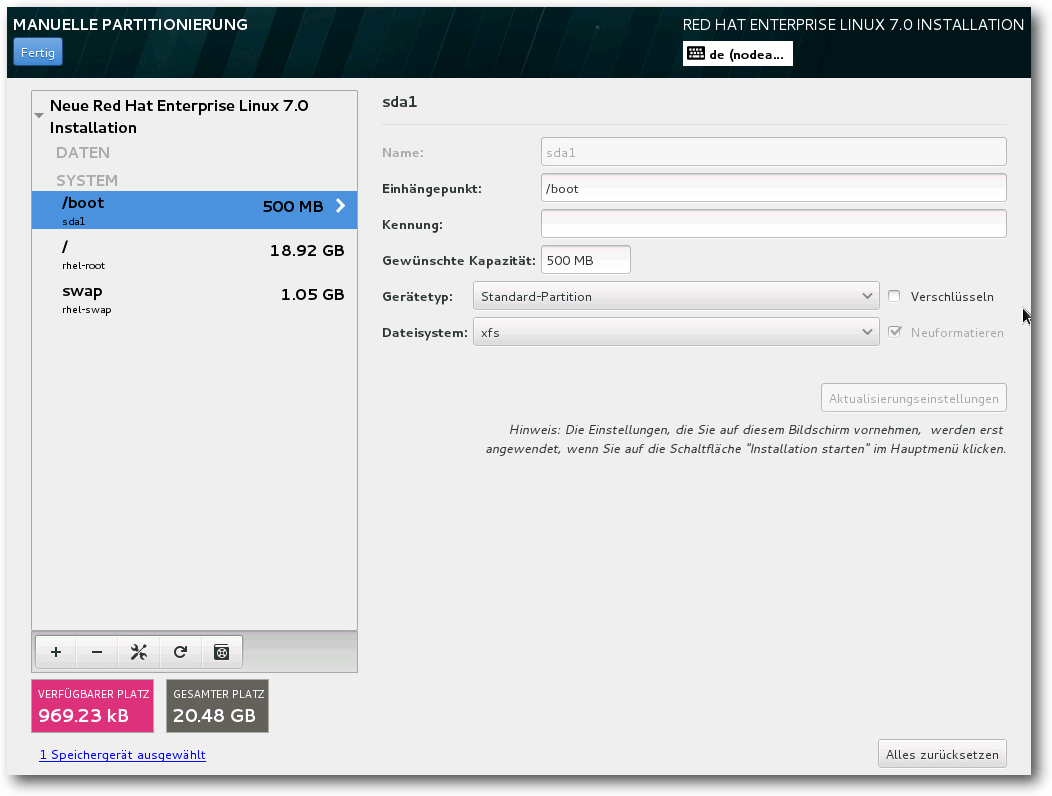 MANUELLE PARTITIONIERUNG
RED HAT ENTERPRISE LINUX 7.0 INSTALLATION
Fertig
de (nodea...
Neue Red Hat Enterprise Linux 7.0
Installation
DATEN
SYSTEM
/boot
500 MB
sda1
/
18.92 GB
rhel-root
swap
1.05 GB
rhel-swap
sda1
Name:
sda1
Einhängepunkt:
/boot
Kennung:
Gewünschte Kapazität:
500 MB
Gerätetyp:
Standard-Partition
Verschlüsseln
Dateisystem:
xfs
Neuformatieren
Aktualisierungseinstellungen
Hinweis: Die Einstellungen, die Sie auf diesem Bildschirm vornehmen, werden erst
angewendet, wenn Sie auf die Schaltfläche "Installation starten" im Hauptmenü klicken.
VERFÜGBARER PLATZ
969.23 kB
GESAMTER PLATZ
20.48 GB
1 Speichergerät ausgewählt
Alles zurücksetzen